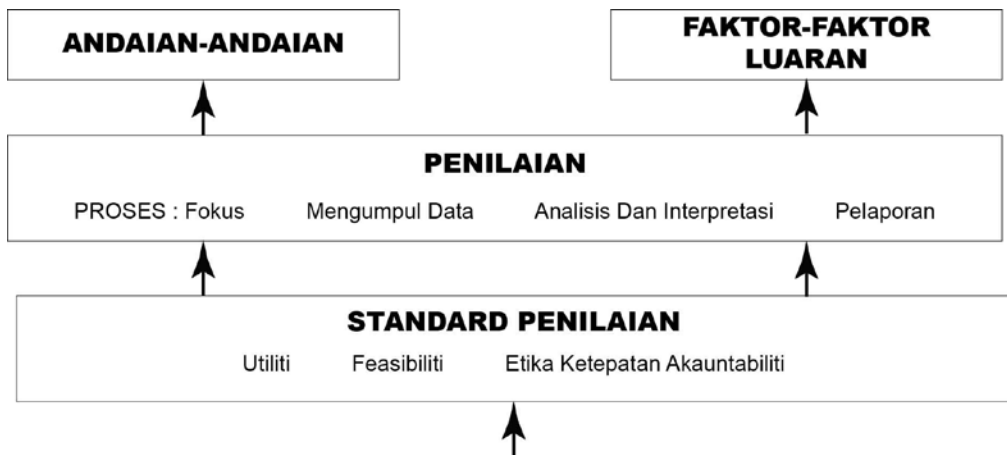 ANDAIAN-ANDAIAN
FAKTOR-FAKTOR
LUARAN
PENILAIAN
PROSES : Fokus Mengumpul Data Analisis Dan Interpretasi Pelaporan
STANDARD PENILAIAN
Utiliti Feasibiliti Etika Ketepatan Akauntabiliti